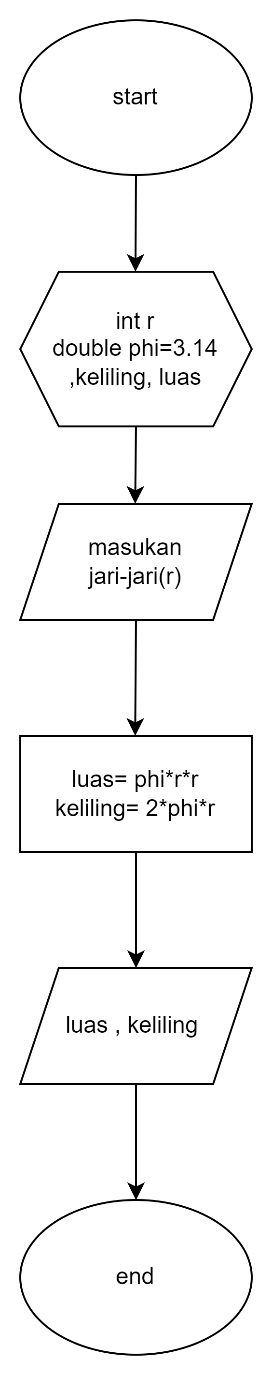 start
int r
double phi=3.14
,keliling, luas
masukan
jari-jari(r)
luas= phi*r*r
keliling= 2*phi*r
luas , keliling
end